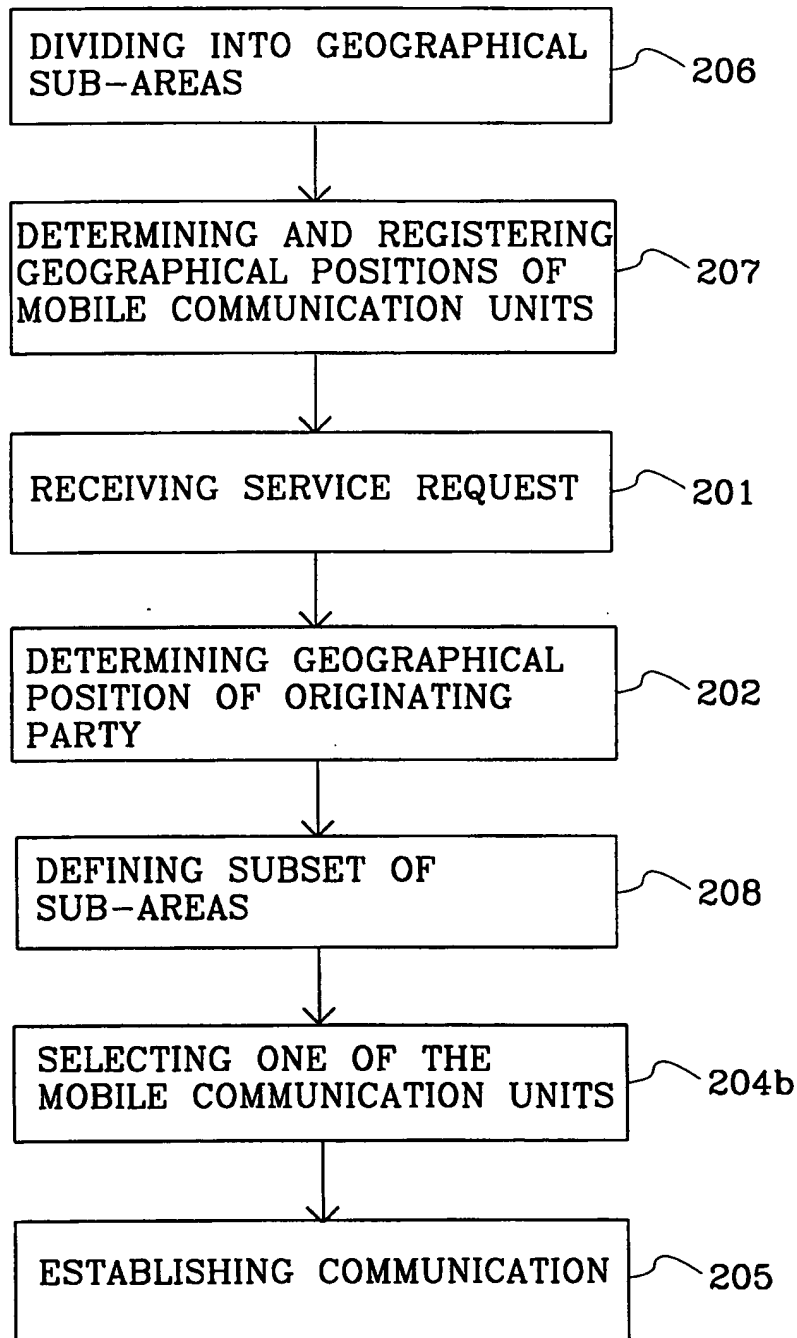 DIVIDING INTO GEOGRAPHICAL
SUB-AREAS
206
DETERMINING AND REGISTERING
GEOGRAPHICAL POSITIONS OF
MOBILE COMMUNICATION UNITS
207
RECEIVING SERVICE REQUEST
201
DETERMINING GEOGRAPHICAL
POSITION OF ORIGINATING
PARTY
202
DEFINING SUBSET OF
SUB-AREAS
208
SELECTING ONE OF THE
MOBILE COMMUNICATION UNITS
204b
ESTABLISHING COMMUNICATION
205